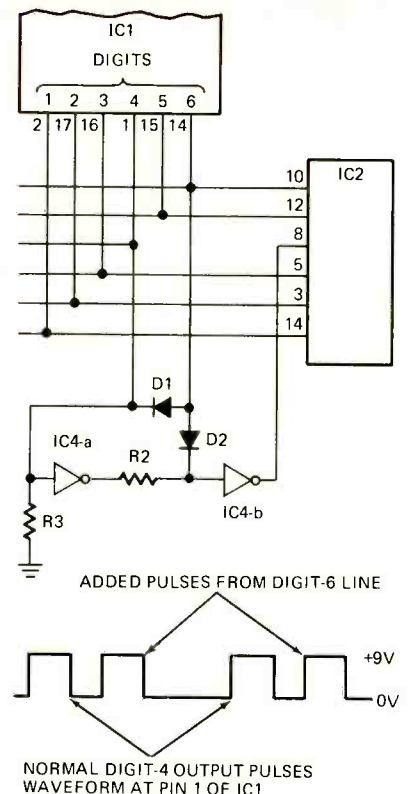 IC1
DIGITS
1 2 3 4 5 6
2 17 16 1 15 14
10 IC2
12
8
5
3
14
D1
IC4-a
D2
R2
IC4-b
R3
ADDED PULSES FROM DIGIT-6 LINE
+9V
0V
NORMAL DIGIT-4 OUTPUT PULSES
WAVEFORM AT PIN 1 OF IC1